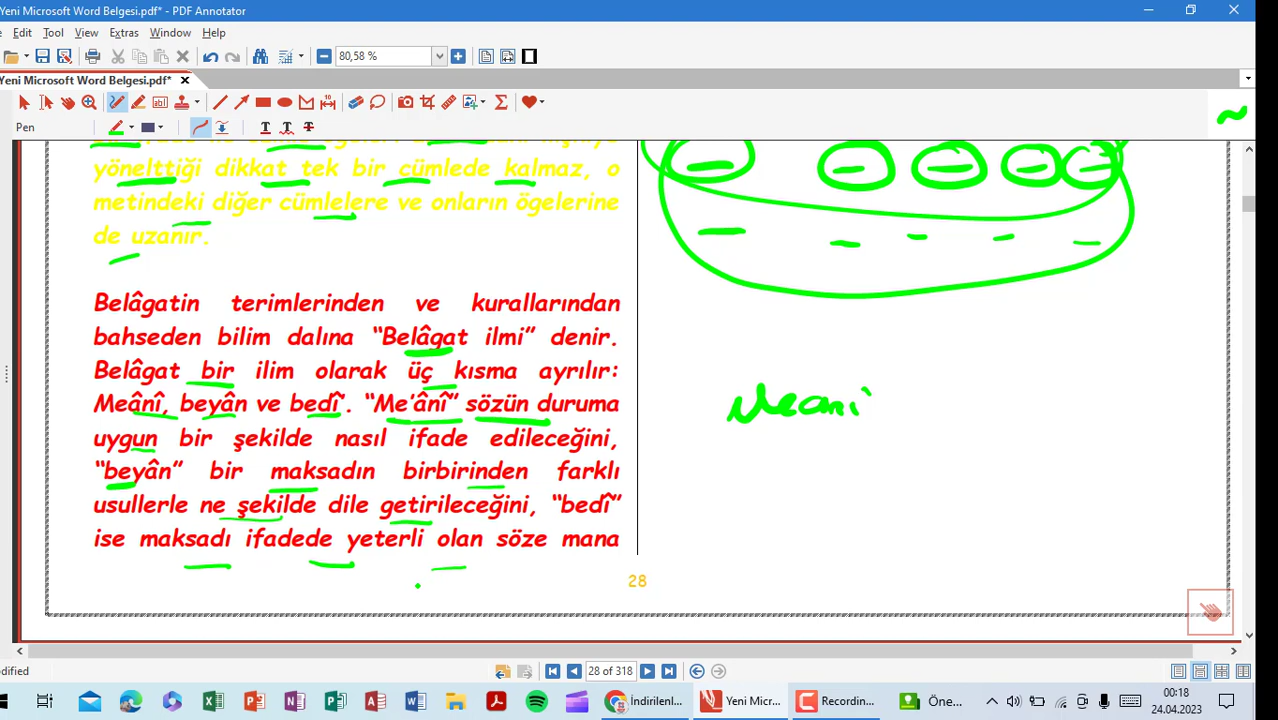 Yeni Microsoft Word Belgesi.pdf* - PDF Annotator
Edit Tool View Extras Window Help
80,58 %
Yeni Microsoft Word Belgesi.pdf*
Pen
yönelttiği dikkat tek bir cümlede kalmaz, o
metindeki diğer cümlelere ve onların ögelerine
de uzanır.
Belâgatin terimlerinden ve kurallarından
bahseden bilim dalına “Belâgat ilmi” denir.
Belâgat bir ilim olarak üç kısma ayrılır:
Meânî, beyân ve bedî’. “Me’ânî” sözün duruma
uygun bir şekilde nasıl ifade edileceğini,
“beyân” bir maksadın birbirinden farklı
usullerle ne şekilde dile getirileceğini, “bedî”
ise maksadı ifadede yeterli olan söze mana
Meani
28
dified
28 of 318
İndirilenl...
Yeni Micr...
Recordin...
Öne...
00:18
24.04.2023